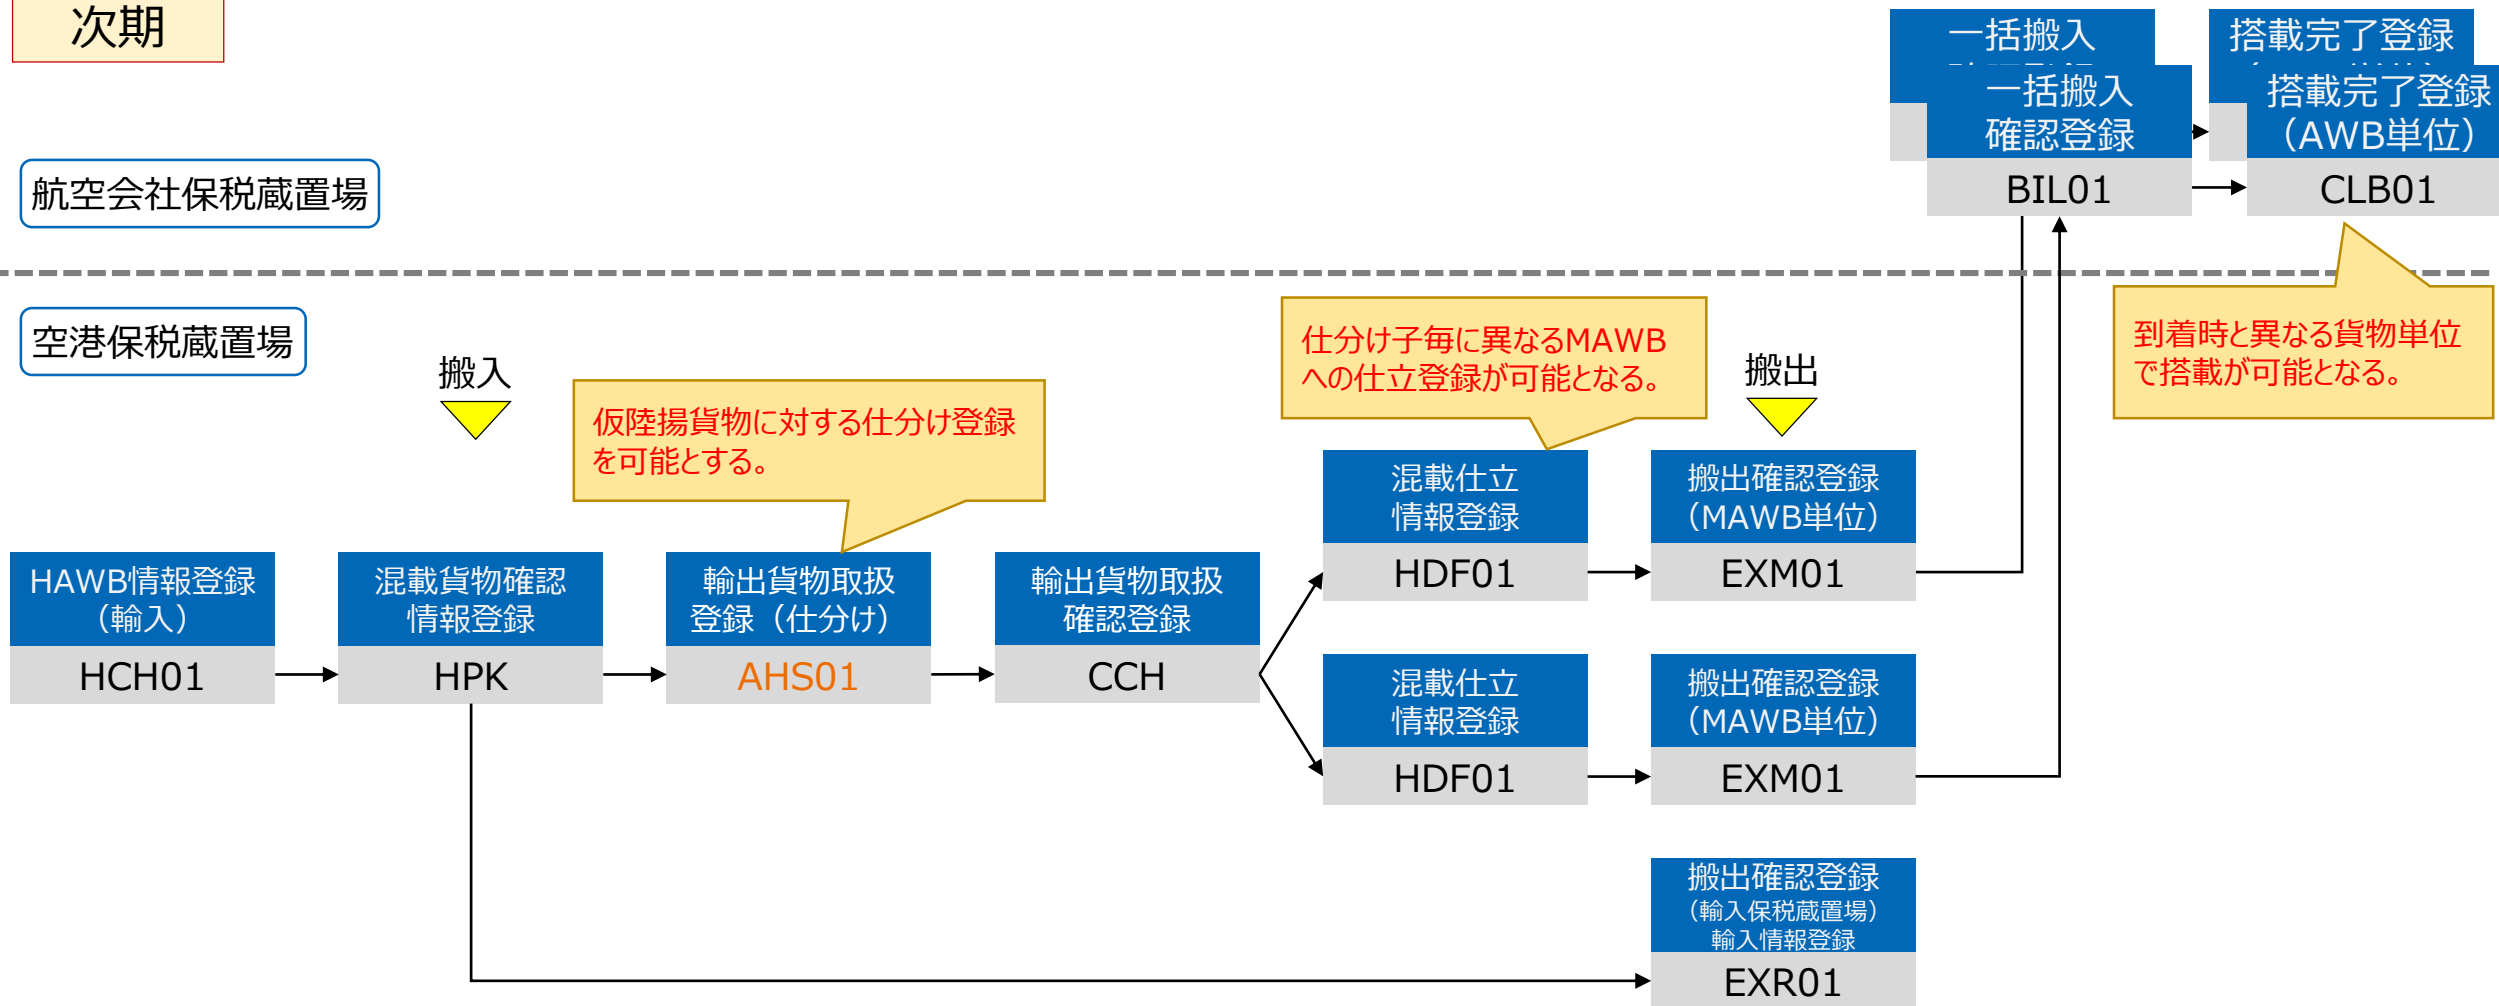 次期
一括搬入
搭載完了登録
一括搬入
確認登録
BIL01
搭載完了登録
（AWB単位）
CLB01
航空会社保税蔵置場
空港保税蔵置場
搬入
仮陸揚貨物に対する仕分け登録
を可能とする。
仕分け子毎に異なるMAWB
への仕立登録が可能となる。
搬出
到着時と異なる貨物単位
で搭載が可能となる。
HAWB情報登録
（輸入）
HCH01
混載貨物確認
情報登録
HPK
輸出貨物取扱
登録（仕分け）
AHS01
輸出貨物取扱
確認登録
CCH
混載仕立
情報登録
HDF01
搬出確認登録
（MAWB単位）
EXM01
混載仕立
情報登録
HDF01
搬出確認登録
（MAWB単位）
EXM01
搬出確認登録
（輸入保税蔵置場）
輸入情報登録
EXR01